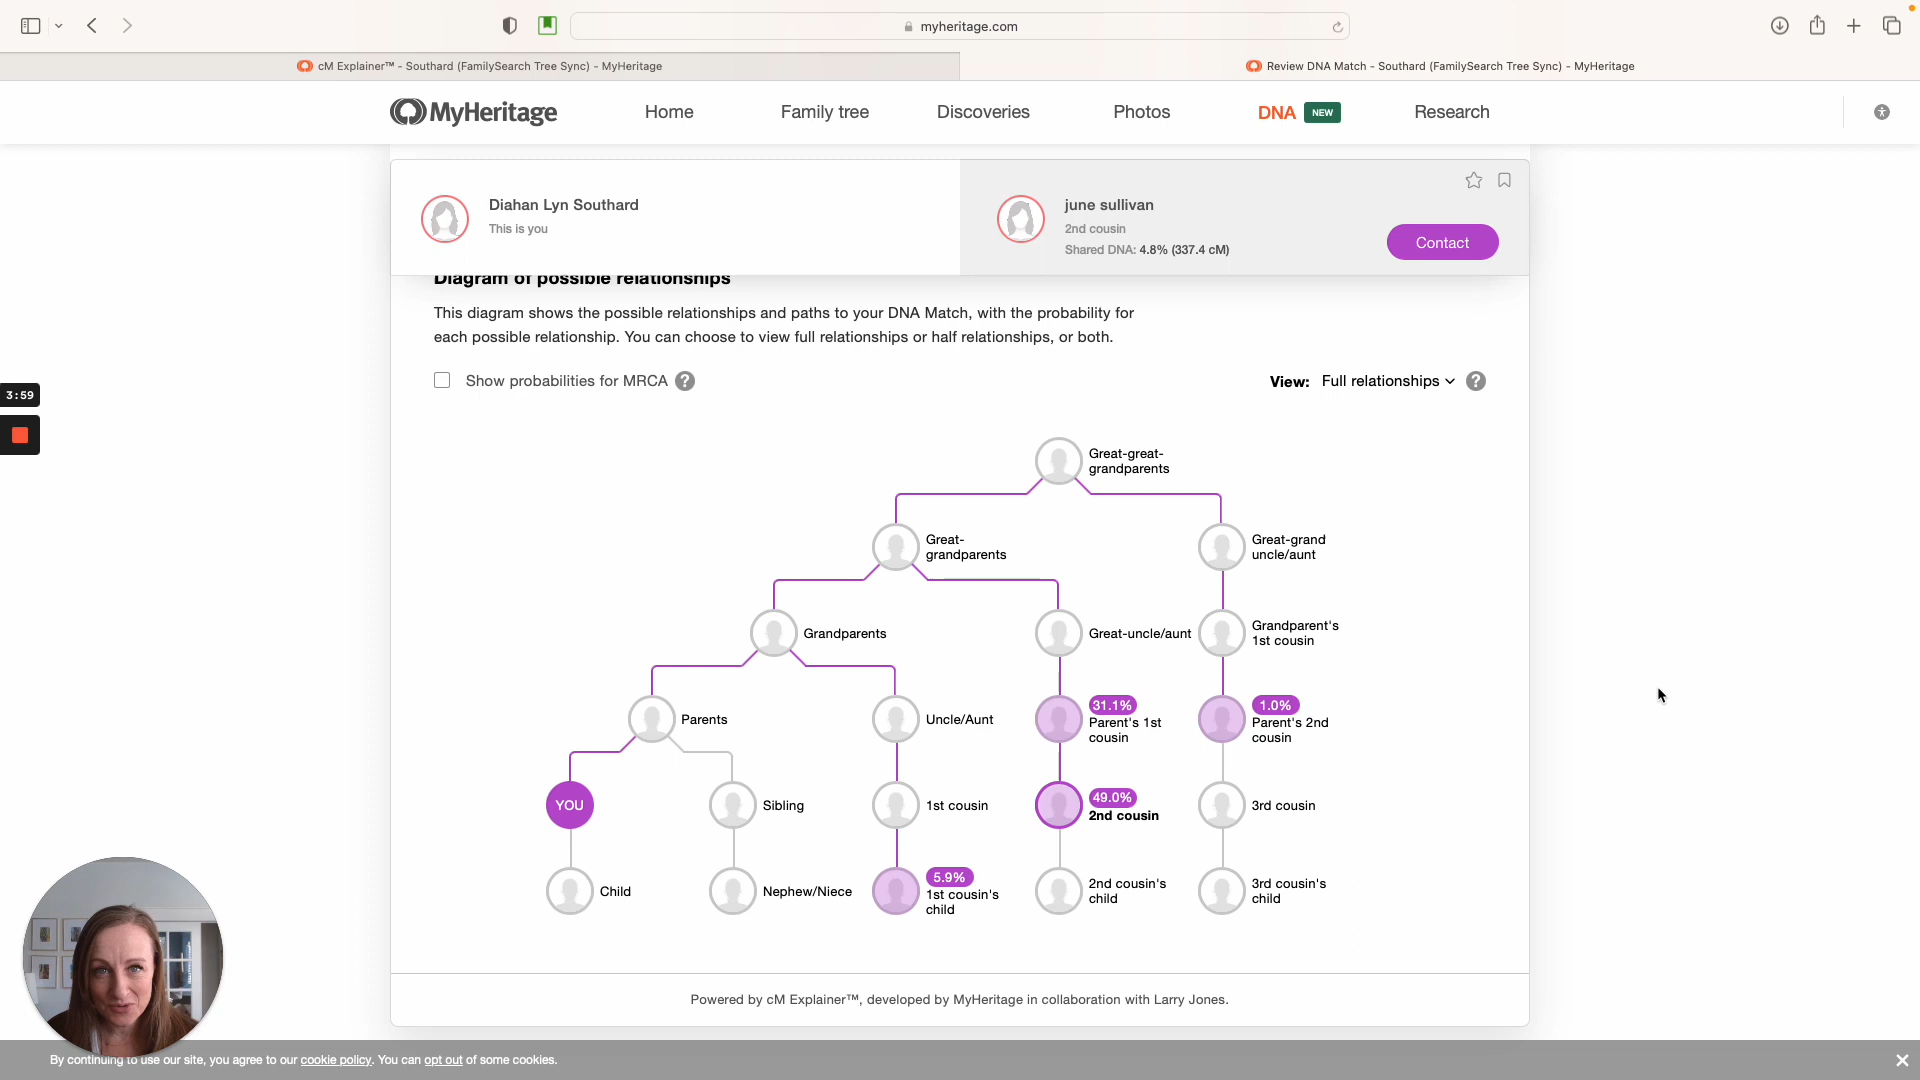 myheritage.com
cM Explainer™ - Southard (FamilySearch Tree Sync) - MyHeritage
Review DNA Match - Southard (FamilySearch Tree Sync) - MyHeritage
MyHeritage
Home
Family tree
Discoveries
Photos
DNA NEW
Research
Diahan Lyn Southard
This is you
june sullivan
2nd cousin
Shared DNA: 4.8% (337.4 cM)
Contact
Diagram of possible relationships
This diagram shows the possible relationships and paths to your DNA Match, with the probability for
each possible relationship. You can choose to view full relationships or half relationships, or both.
Show probabilities for MRCA ?
View: Full relationships ?
3:59
Great-great-
grandparents
Great-
grandparents
Great-grand
uncle/aunt
Grandparents
Great-uncle/aunt
Grandparent's
1st cousin
Parents
Uncle/Aunt
31.1%
Parent's 1st
cousin
1.0%
Parent's 2nd
cousin
YOU
Sibling
1st cousin
49.0%
2nd cousin
3rd cousin
Child
Nephew/Niece
5.9%
1st cousin's
child
2nd cousin's
child
3rd cousin's
child
Powered by cM Explainer™, developed by MyHeritage in collaboration with Larry Jones.
By continuing to use our site, you agree to our cookie policy. You can opt out of some cookies.